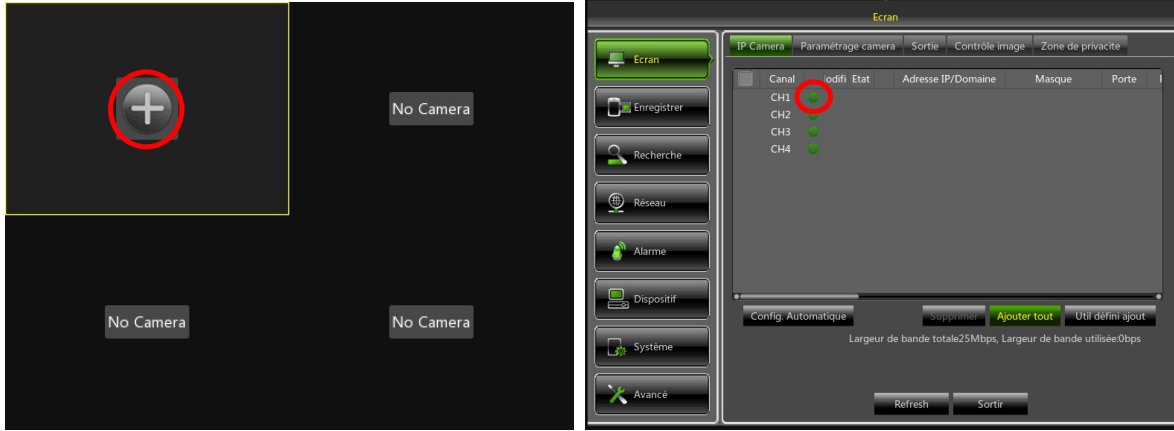 No Camera
No Camera
No Camera
Ecran
Ecran
Enregistrer
Recherche
Réseau
Alarme
Dispositif
Système
Avancé
IP Camera Paramétrage camera Sortie Contrôle image Zone de privacite
Canal odifi Etat Adresse IP/Domaine Masque Porte
CH1
CH2
CH3
CH4
Config. Automatique Supprimer Ajouter tout Util défini ajout
Largeur de bande totale25Mbps, Largeur de bande utilisée:0bps
Refresh Sortir